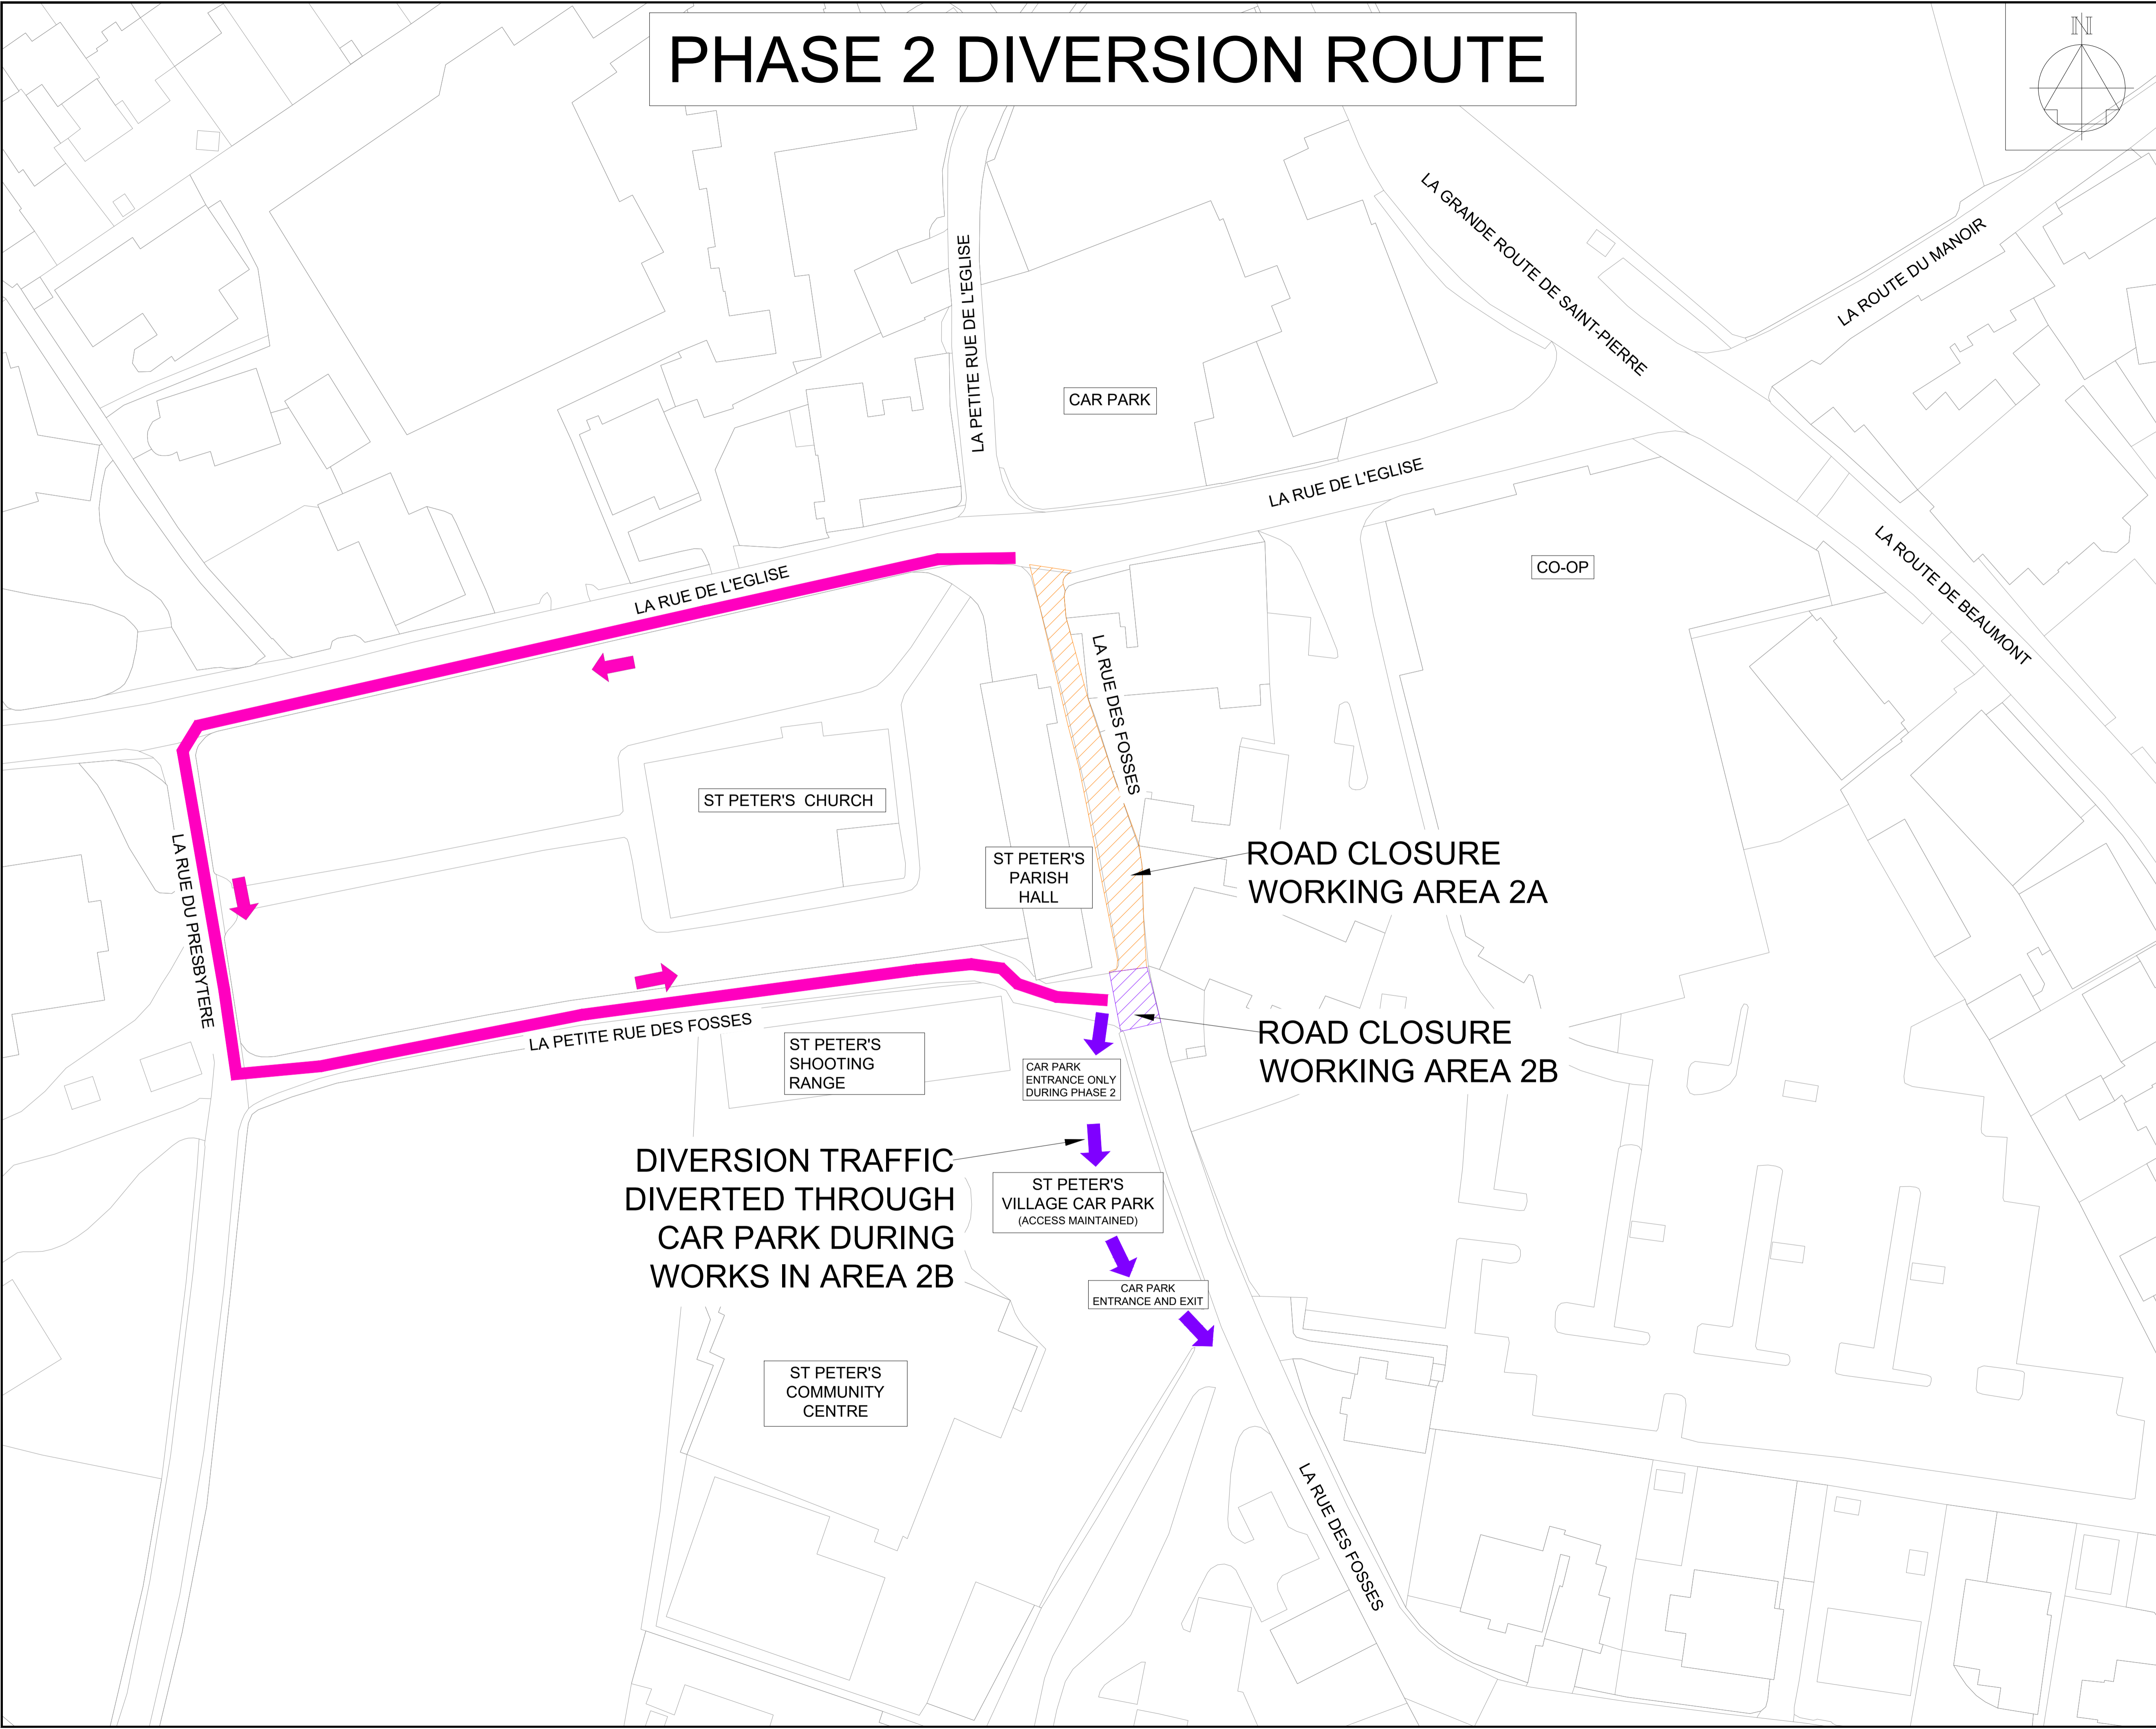 PHASE 2 DIVERSION ROUTE
N
LA GRANDE ROUTE DE SAINT-PIERRE
LA ROUTE DU MANOIR
LA PETITE RUE DE L'EGLISE
CAR PARK
LA RUE DE L'EGLISE
CO-OP
LA ROUTE DE BEAUMONT
LA RUE DE L'EGLISE
LA RUE DES FOSSES
ST PETER'S CHURCH
LA RUE DU PRESBYTERE
ST PETER'S
PARISH
HALL
ROAD CLOSURE
WORKING AREA 2A
LA PETITE RUE DES FOSSES
ST PETER'S
SHOOTING
RANGE
ROAD CLOSURE
WORKING AREA 2B
CAR PARK
ENTRANCE ONLY
DURING PHASE 2
DIVERSION TRAFFIC
DIVERTED THROUGH
CAR PARK DURING
WORKS IN AREA 2B
ST PETER'S
VILLAGE CAR PARK
(ACCESS MAINTAINED)
CAR PARK
ENTRANCE AND EXIT
ST PETER'S
COMMUNITY
CENTRE
LA RUE DES FOSSES